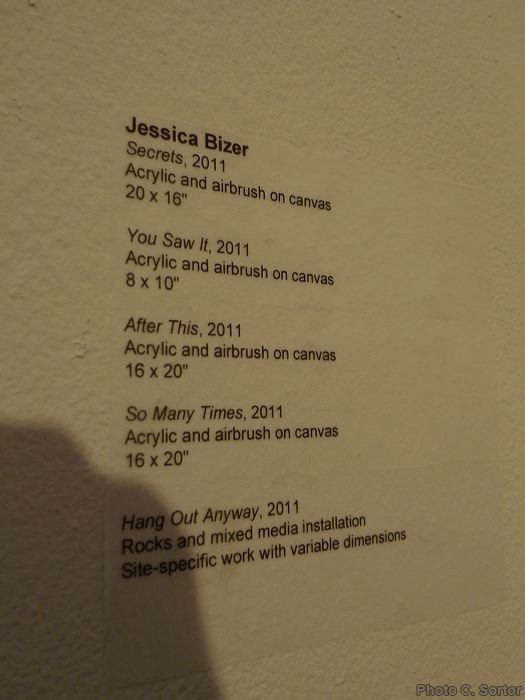 Jessica Bizer
Secrets, 2011
Acrylic and airbrush on canvas
20 x 16"
You Saw It, 2011
Acrylic and airbrush on canvas
8 x 10"
After This, 2011
Acrylic and airbrush on canvas
16 x 20"
So Many Times, 2011
Acrylic and airbrush on canvas
16 x 20"
Hang Out Anyway, 2011
Rocks and mixed media installation
Site-specific work with variable dimensions
Photo C. Sortor